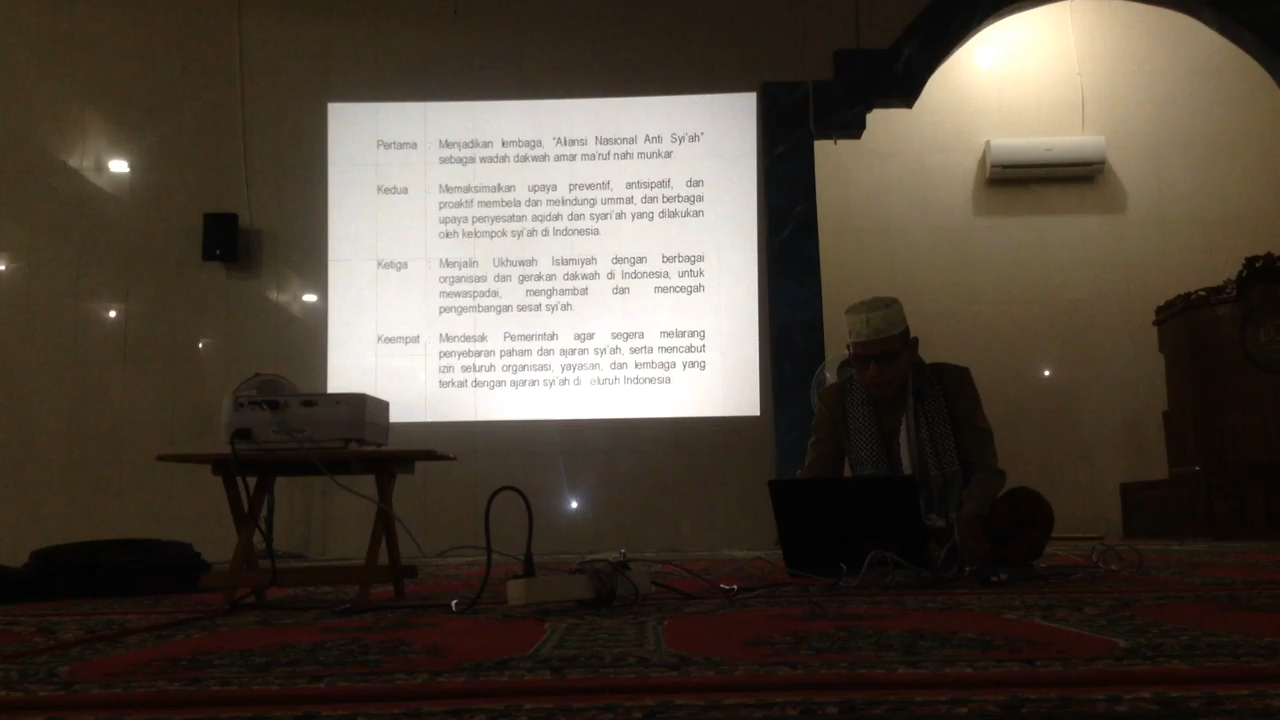 Pertama : Menjadikan lembaga, "Aliansi Nasional Anti Syi'ah"
sebagai wadah dakwah amar ma'ruf nahi munkar.
Kedua : Memaksimalkan upaya preventif, antisipatif, dan
proaktif membela dan melindungi ummat, dari berbagai
upaya penyesatan aqidah dan syari'ah yang dilakukan
oleh kelompok syi'ah di Indonesia.
Ketiga : Menjalin Ukhuwah Islamiyah dengan berbagai
organisasi dan gerakan dakwah di Indonesia, untuk
mewaspadai, menghambat dan mencegah
pengembangan sesat syi'ah.
Keempat : Mendesak Pemerintah agar segera melarang
penyebaran paham dan ajaran syi'ah, serta mencabut
izin seluruh organisasi, yayasan, dan lembaga yang
terkait dengan ajaran syi'ah di eluruh Indonesia.